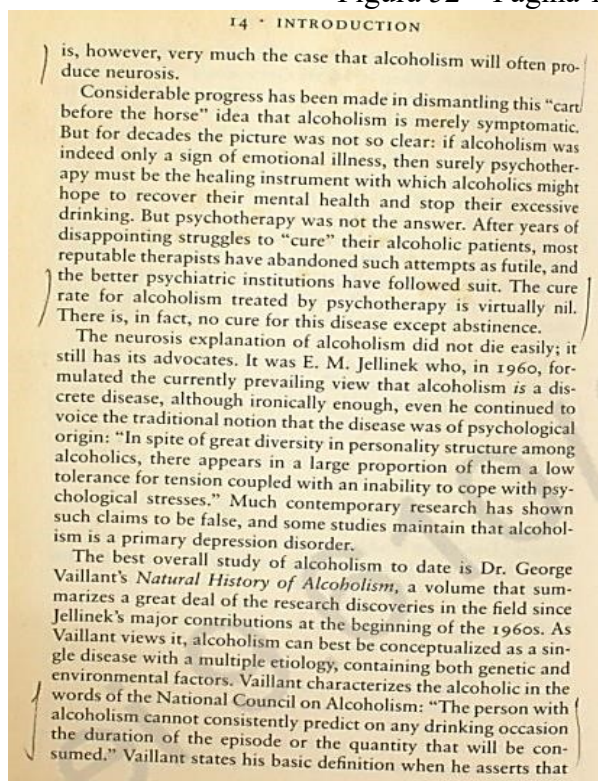 14 · INTRODUCTION
is, however, very much the case that alcoholism will often pro-
duce neurosis.
Considerable progress has been made in dismantling this “cart
before the horse” idea that alcoholism is merely symptomatic.
But for decades the picture was not so clear: if alcoholism was
indeed only a sign of emotional illness, then surely psychother-
apy must be the healing instrument with which alcoholics might
hope to recover their mental health and stop their excessive
drinking. But psychotherapy was not the answer. After years of
disappointing struggles to “cure” their alcoholic patients, most
reputable therapists have abandoned such attempts as futile, and
the better psychiatric institutions have followed suit. The cure
rate for alcoholism treated by psychotherapy is virtually nil.
There is, in fact, no cure for this disease except abstinence.
The neurosis explanation of alcoholism did not die easily; it
still has its advocates. It was E. M. Jellinek who, in 1960, for-
mulated the currently prevailing view that alcoholism is a dis-
crete disease, although ironically enough, even he continued to
voice the traditional notion that the disease was of psychological
origin: “In spite of great diversity in personality structure among
alcoholics, there appears in a large proportion of them a low
tolerance for tension coupled with an inability to cope with psy-
chological stresses.” Much contemporary research has shown
such claims to be false, and some studies maintain that alcohol-
ism is a primary depression disorder.
The best overall study of alcoholism to date is Dr. George
Vaillant’s Natural History of Alcoholism, a volume that sum-
marizes a great deal of the research discoveries in the field since
Jellinek’s major contributions at the beginning of the 1960s. As
Vaillant views it, alcoholism can best be conceptualized as a sin-
gle disease with a multiple etiology, containing both genetic and
environmental factors. Vaillant characterizes the alcoholic in the
words of the National Council on Alcoholism: “The person with
alcoholism cannot consistently predict on any drinking occasion
the duration of the episode or the quantity that will be con-
sumed.” Vaillant states his basic definition when he asserts that